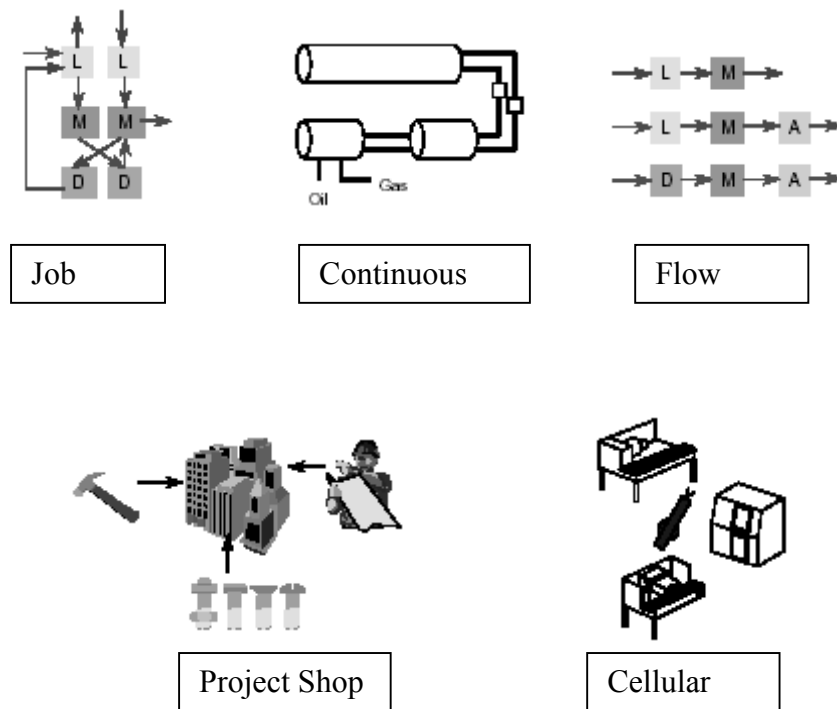 L L
M M
D D
Oil
Gas
L M
L M A
D M A
Job
Continuous
Flow
Project Shop
Cellular